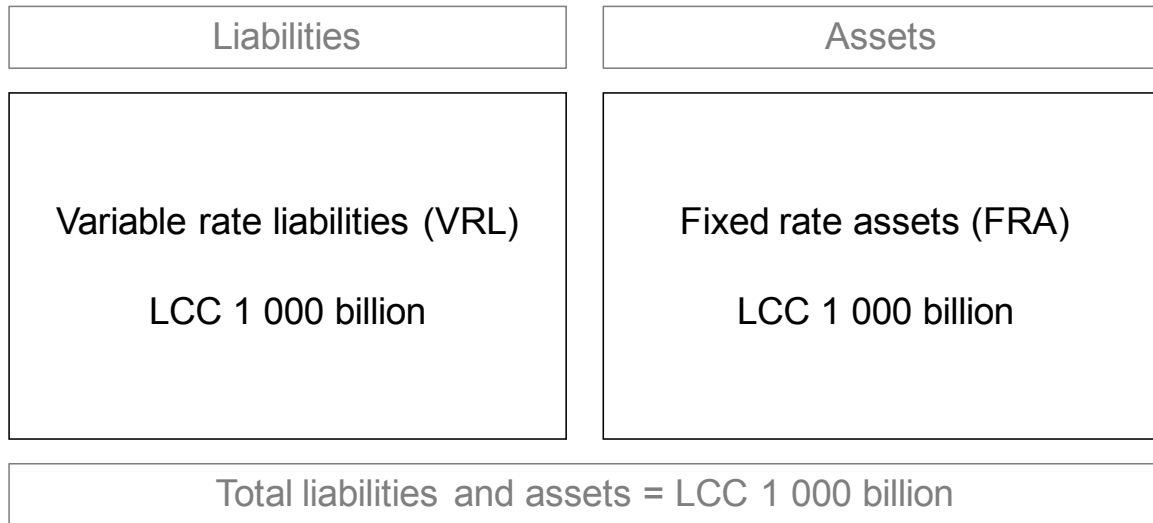 Liabilities
Assets
Variable rate liabilities (VRL)
LCC 1 000 billion
Fixed rate assets (FRA)
LCC 1 000 billion
Total liabilities and assets = LCC 1 000 billion